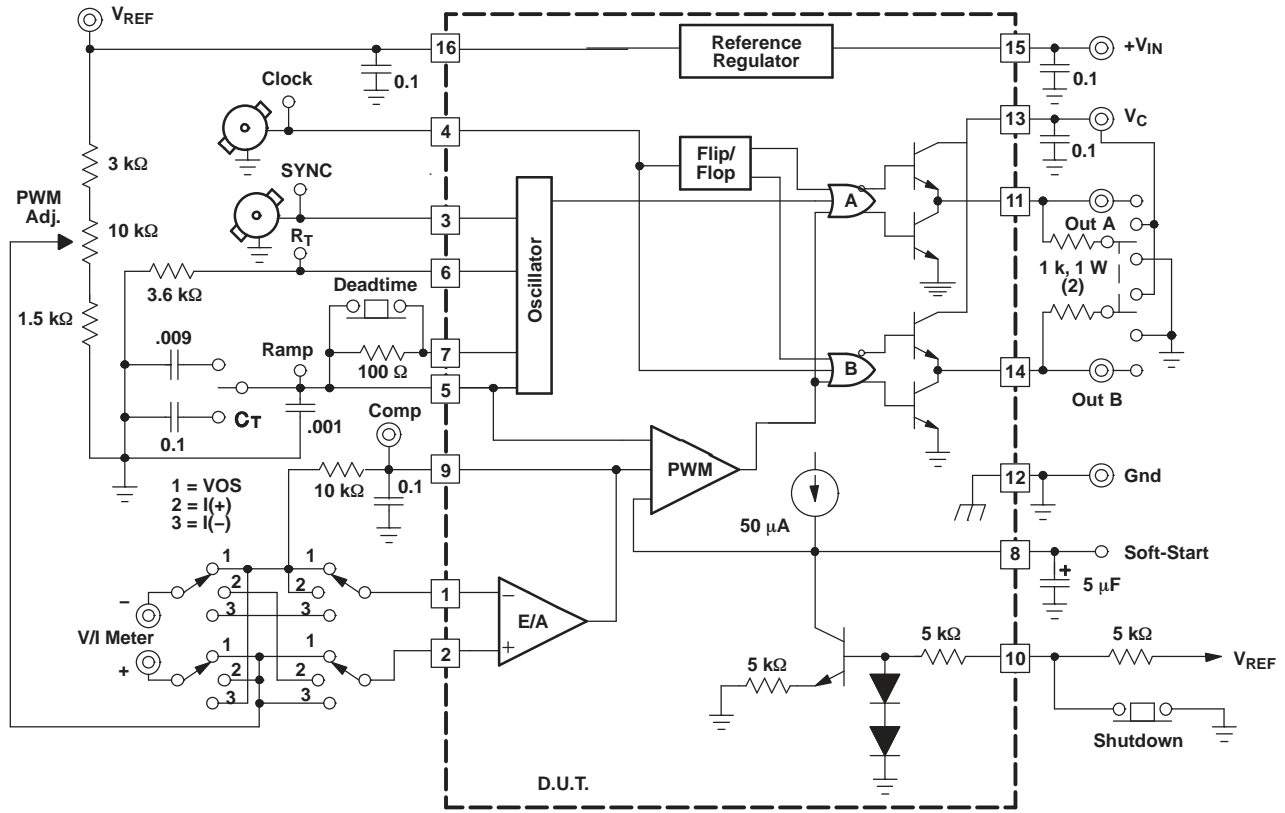 VREF
16
Reference
Regulator
15
+VIN
0.1
0.1
Clock
4
13
VC
0.1
3 kΩ
Flip/
Flop
SYNC
PWM
Adj.
10 kΩ
3
A
11
Out A
RT
6
3.6 kΩ
Oscillator
1 k, 1 W
(2)
Deadtime
1.5 kΩ
.009
Ramp
7
100 Ω
5
B
14
Out B
CT
0.1
.001
Comp
9
PWM
10 kΩ
0.1
12
Gnd
1 = VOS
2 = I(+)
3 = I(–)
50 μA
8
Soft-Start
+
5 μF
1
1
2
2
3
3
–
V/I Meter
+
1
–
E/A
+
2
1
1
2
2
3
3
5 kΩ
5 kΩ
10
5 kΩ
VREF
Shutdown
D.U.T.